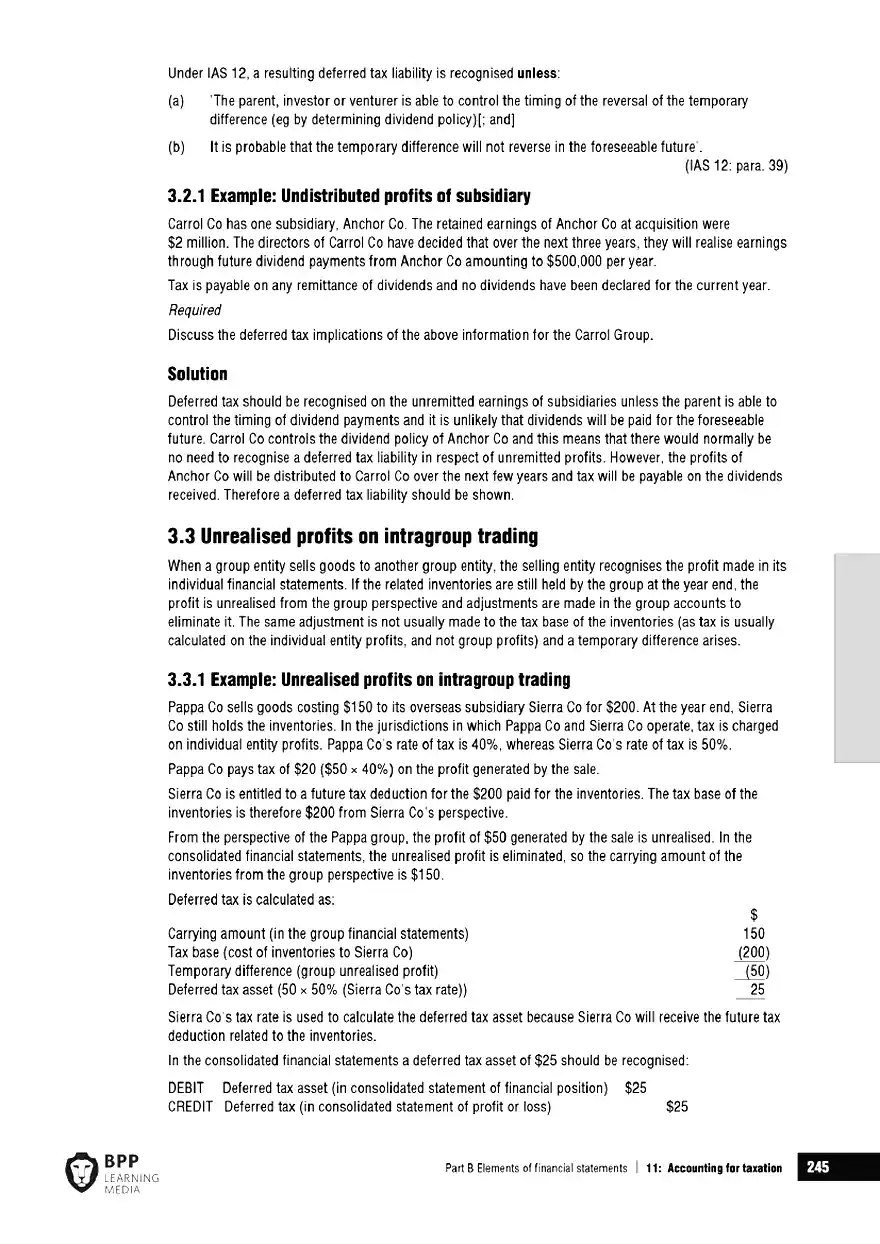 Under IAS 12, a resulting deferred tax liability is recognised unless:
(a) 'The parent, investor or venturer is able to control the timing of the reversal of the temporary
difference (eg by determining dividend policy)[; and]
(b) It is probable that the temporary difference will not reverse in the foreseeable future'.
(IAS 12: para. 39)
3.2.1 Example: Undistributed profits of subsidiary
Carrol Co has one subsidiary, Anchor Co. The retained earnings of Anchor Co at acquisition were
$2 million. The directors of Carrol Co have decided that over the next three years, they will realise earnings
through future dividend payments from Anchor Co amounting to $500,000 per year.
Tax is payable on any remittance of dividends and no dividends have been declared for the current year.
Required
Discuss the deferred tax implications of the above information for the Carrol Group.
Solution
Deferred tax should be recognised on the unremitted earnings of subsidiaries unless the parent is able to
control the timing of dividend payments and it is unlikely that dividends will be paid for the foreseeable
future. Carrol Co controls the dividend policy of Anchor Co and this means that there would normally be
no need to recognise a deferred tax liability in respect of unremitted profits. However, the profits of
Anchor Co will be distributed to Carrol Co over the next few years and tax will be payable on the dividends
received. Therefore a deferred tax liability should be shown.
3.3 Unrealised profits on intragroup trading
When a group entity sells goods to another group entity, the selling entity recognises the profit made in its
individual financial statements. If the related inventories are still held by the group at the year end, the
profit is unrealised from the group perspective and adjustments are made in the group accounts to
eliminate it. The same adjustment is not usually made to the tax base of the inventories (as tax is usually
calculated on the individual entity profits, and not group profits) and a temporary difference arises.
3.3.1 Example: Unrealised profits on intragroup trading
Pappa Co sells goods costing $150 to its overseas subsidiary Sierra Co for $200. At the year end, Sierra
Co still holds the inventories. In the jurisdictions in which Pappa Co and Sierra Co operate, tax is charged
on individual entity profits. Pappa Co's rate of tax is 40%, whereas Sierra Co's rate of tax is 50%.
Pappa Co pays tax of $20 ($50 × 40%) on the profit generated by the sale.
Sierra Co is entitled to a future tax deduction for the $200 paid for the inventories. The tax base of the
inventories is therefore $200 from Sierra Co's perspective.
From the perspective of the Pappa group, the profit of $50 generated by the sale is unrealised. In the
consolidated financial statements, the unrealised profit is eliminated, so the carrying amount of the
inventories from the group perspective is $150.
Deferred tax is calculated as:
$
Carrying amount (in the group financial statements) 150
Tax base (cost of inventories to Sierra Co) (200)
Temporary difference (group unrealised profit) (50)
Deferred tax asset (50 × 50% (Sierra Co's tax rate)) 25
Sierra Co's tax rate is used to calculate the deferred tax asset because Sierra Co will receive the future tax
deduction related to the inventories.
In the consolidated financial statements a deferred tax asset of $25 should be recognised:
DEBIT Deferred tax asset (in consolidated statement of financial position) $25
CREDIT Deferred tax (in consolidated statement of profit or loss) $25
BPP
LEARNING
MEDIA
Part B Elements of financial statements | 11: Accounting for taxation 245